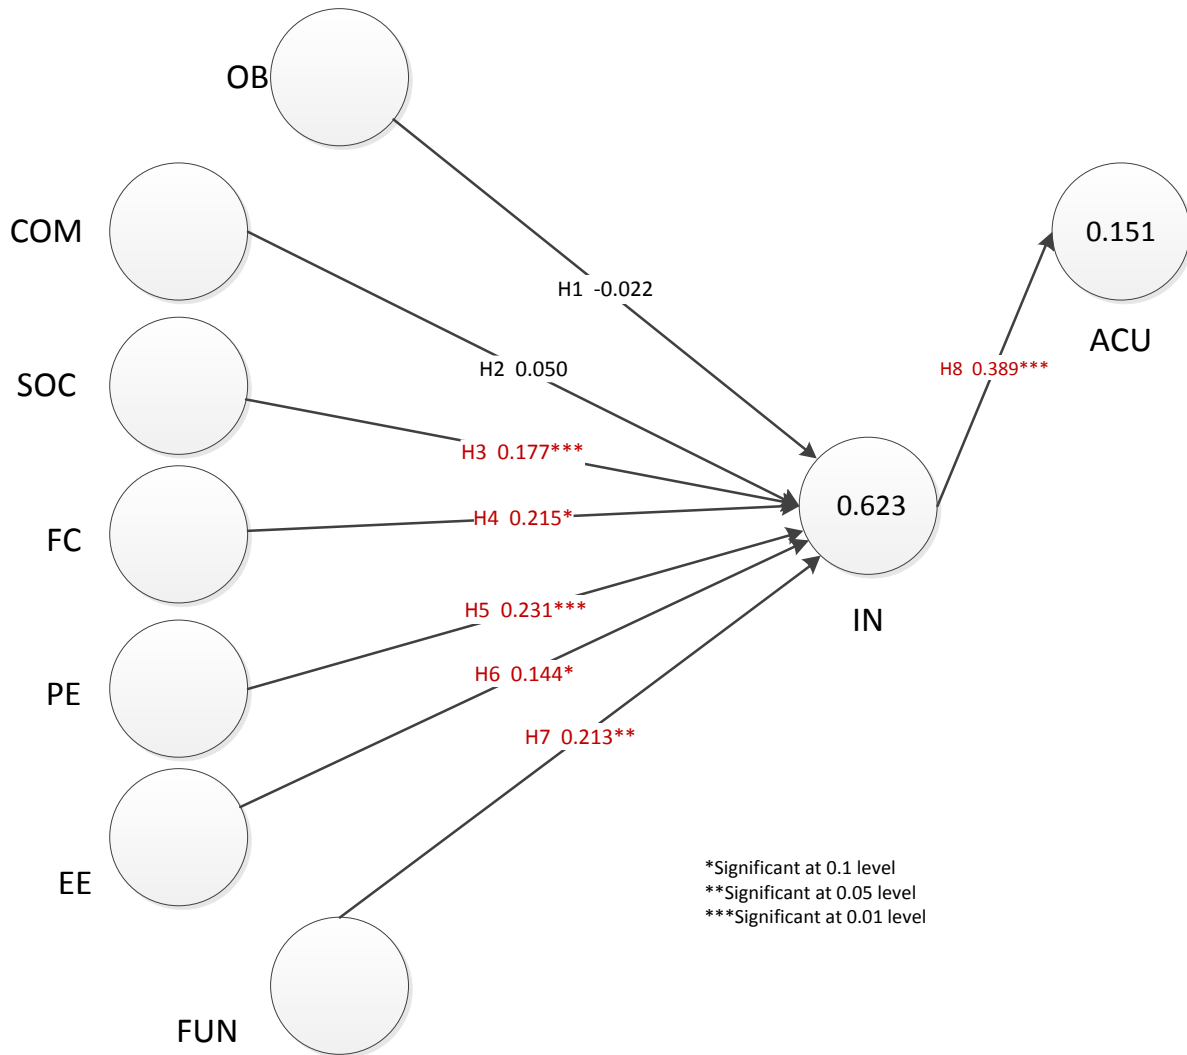 OB
COM
0.151
H1 -0.022
ACU
H2 0.050
H8 0.389***
SOC
H3 0.177***
0.623
H4 0.215*
FC
H5 0.231***
IN
H6 0.144*
PE
H7 0.213**
EE
*Significant at 0.1 level
**Significant at 0.05 level
***Significant at 0.01 level
FUN